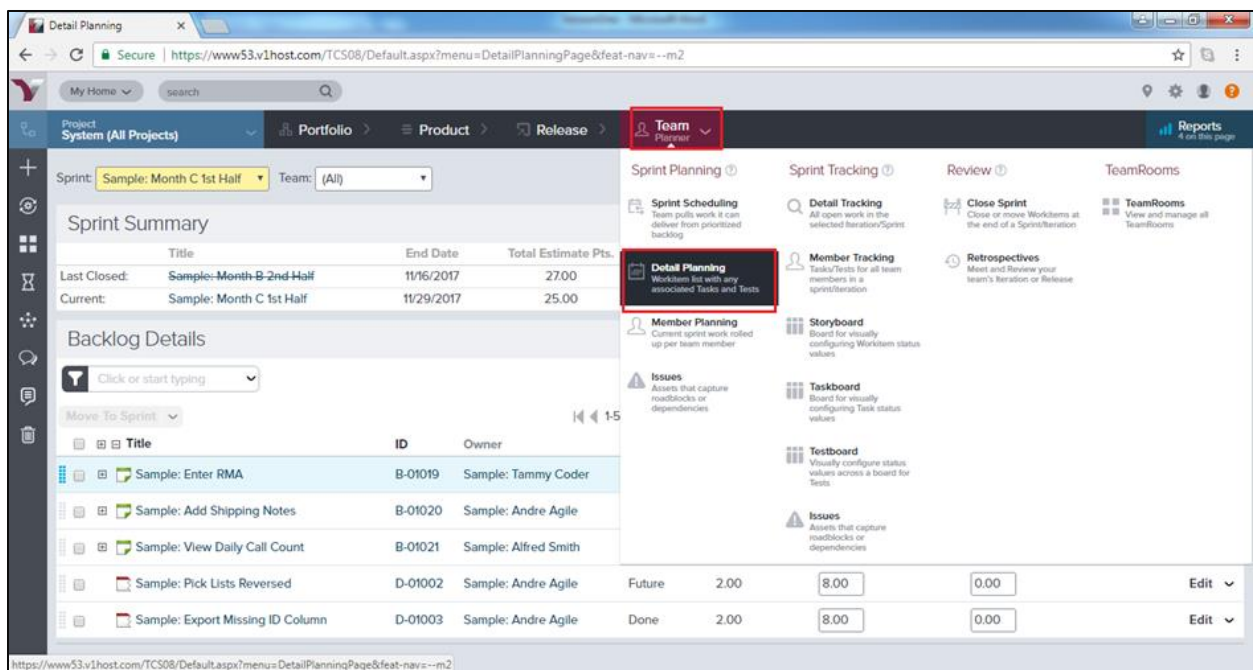 Detail Planning
Secure | https://www53.v1host.com/TCS08/Default.aspx?menu=DetailPlanningPage&feat-nav=--m2
My Home
search
Project
System (All Projects)
Portfolio
Product
Release
Team
Planner
Reports
4 on this page
Sprint: Sample: Month C 1st Half
Team: (All)
Sprint Summary
Title End Date Total Estimate Pts.
Last Closed: Sample: Month B 2nd Half 11/16/2017 27.00
Current: Sample: Month C 1st Half 11/29/2017 25.00
Backlog Details
Click or start typing
Move To Sprint
1-5
Title ID Owner
Sample: Enter RMA B-01019 Sample: Tammy Coder
Sample: Add Shipping Notes B-01020 Sample: Andre Agile
Sample: View Daily Call Count B-01021 Sample: Alfred Smith
Sample: Pick Lists Reversed D-01002 Sample: Andre Agile Future 2.00 8.00 0.00 Edit
Sample: Export Missing ID Column D-01003 Sample: Andre Agile Done 2.00 8.00 0.00 Edit
Sprint Planning
Sprint Scheduling
Team pulls work it can
deliver from prioritized
backlog
Detail Planning
Workitem list with any
associated Tasks and Tests
Member Planning
Current sprint work rolled
up per team member
Issues
Assets that capture
roadblocks or
dependencies
Sprint Tracking
Detail Tracking
All open work in the
selected Iteration/Sprint
Member Tracking
Tasks/Tests for all team
members in a
sprint/iteration
Storyboard
Board for visually
configuring Workitem status
values
Taskboard
Board for visually
configuring Task status
values
Testboard
Visually configure status
values across a board for
Tests
Issues
Assets that capture
roadblocks or
dependencies
Review
Close Sprint
Close or move Workitems at
the end of a Sprint/Iteration
Retrospectives
Meet and Review your
team's Iteration or Release
TeamRooms
TeamRooms
View and manage all
TeamRooms
https://www53.v1host.com/TCS08/Default.aspx?menu=DetailPlanningPage&feat-nav=--m2